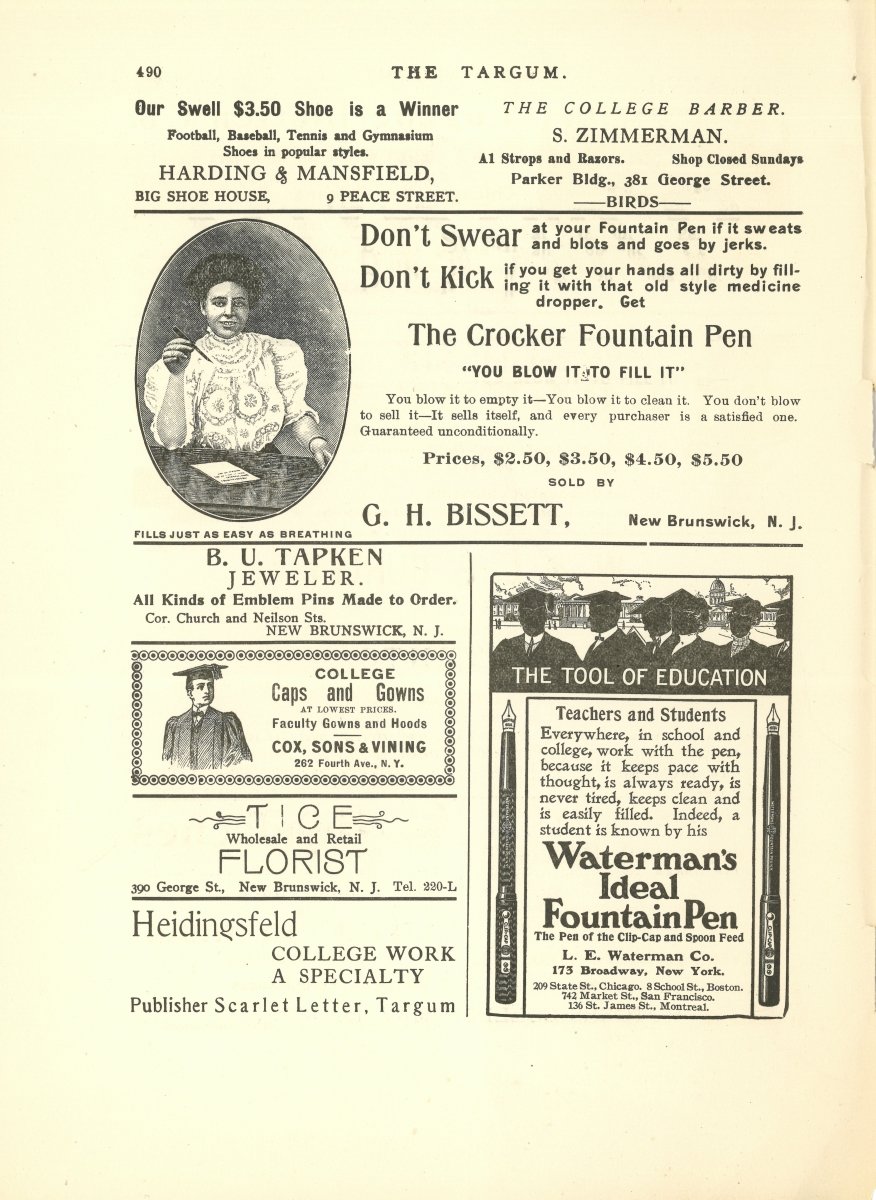 490 THE TARGUM.
Our Swell $3.50 Shoe is a Winner
Football, Baseball, Tennis and Gymnasium
Shoes in popular styles.
HARDING & MANSFIELD,
BIG SHOE HOUSE, 9 PEACE STREET.
THE COLLEGE BARBER.
S. ZIMMERMAN.
A1 Strops and Razors. Shop Closed Sundays
Parker Bldg., 381 George Street.
——BIRDS——
Don't Swear at your Fountain Pen if it sweats
and blots and goes by jerks.
Don't Kick if you get your hands all dirty by fill-
ing it with that old style medicine
dropper. Get
The Crocker Fountain Pen
"YOU BLOW IT TO FILL IT"
You blow it to empty it—You blow it to clean it. You don't blow
to sell it—It sells itself, and every purchaser is a satisfied one.
Guaranteed unconditionally.
Prices, $2.50, $3.50, $4.50, $5.50
SOLD BY
G. H. BISSETT, New Brunswick, N. J.
FILLS JUST AS EASY AS BREATHING
B. U. TAPKEN
JEWELER.
All Kinds of Emblem Pins Made to Order.
Cor. Church and Neilson Sts.
NEW BRUNSWICK, N. J.
COLLEGE
Caps and Gowns
AT LOWEST PRICES.
Faculty Gowns and Hoods
COX, SONS & VINING
262 Fourth Ave., N. Y.
TICE
Wholesale and Retail
FLORIST
390 George St., New Brunswick, N. J. Tel. 220-L
Heidingsfeld
COLLEGE WORK
A SPECIALTY
Publisher Scarlet Letter, Targum
THE TOOL OF EDUCATION
Teachers and Students
Everywhere, in school and
college, work with the pen,
because it keeps pace with
thought, is always ready, is
never tired, keeps clean and
is easily filled. Indeed, a
student is known by his
Waterman's
Ideal
Fountain Pen
The Pen of the Clip-Cap and Spoon Feed
L. E. Waterman Co.
173 Broadway, New York.
209 State St., Chicago. 8 School St., Boston.
742 Market St., San Francisco.
136 St. James St., Montreal.